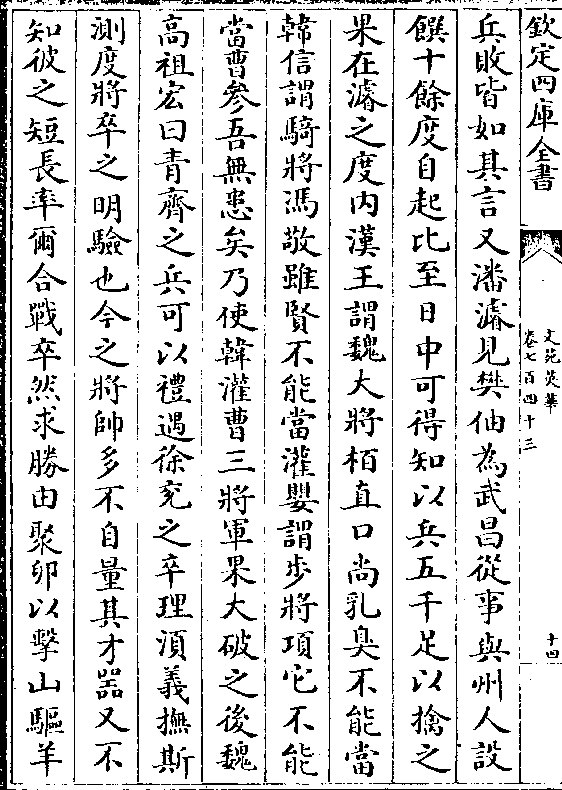 欽定四庫全書
文苑英華
卷七百四十三
十四
兵敗皆如其言又潘濬見樊伷為武昌從事與州人設
饌十餘度自起比至日中可得知以兵五千足以擒之
果在濬之度内漢王謂魏大將栢直口尚乳臭不能當
韓信謂騎將馮敬雖賢不能當灌嬰謂步將項它不能
當曹參吾無患矣乃使韓灌曹三將軍果大破之後魏
高祖宏曰青齊之兵可以禮遇徐兖之卒理須義撫斯
測度將卒之明驗也今之將帥多不自量其才噐又不
知彼之短長率爾合戰卒然求勝由聚卵以擊山驅羊